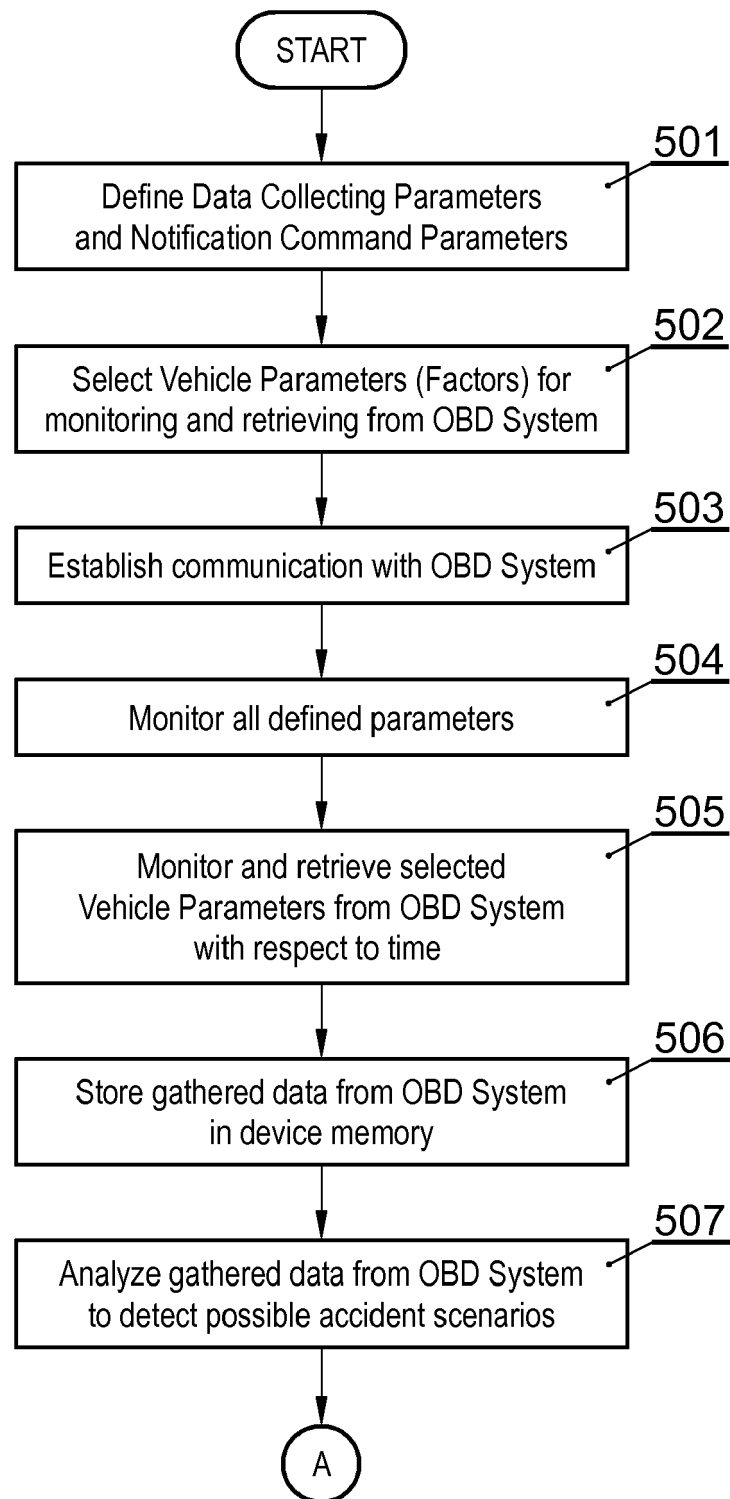 START
501
Define Data Collecting Parameters
and Notification Command Parameters
502
Select Vehicle Parameters (Factors) for
monitoring and retrieving from OBD System
503
Establish communication with OBD System
504
Monitor all defined parameters
505
Monitor and retrieve selected
Vehicle Parameters from OBD System
with respect to time
506
Store gathered data from OBD System
in device memory
507
Analyze gathered data from OBD System
to detect possible accident scenarios
A